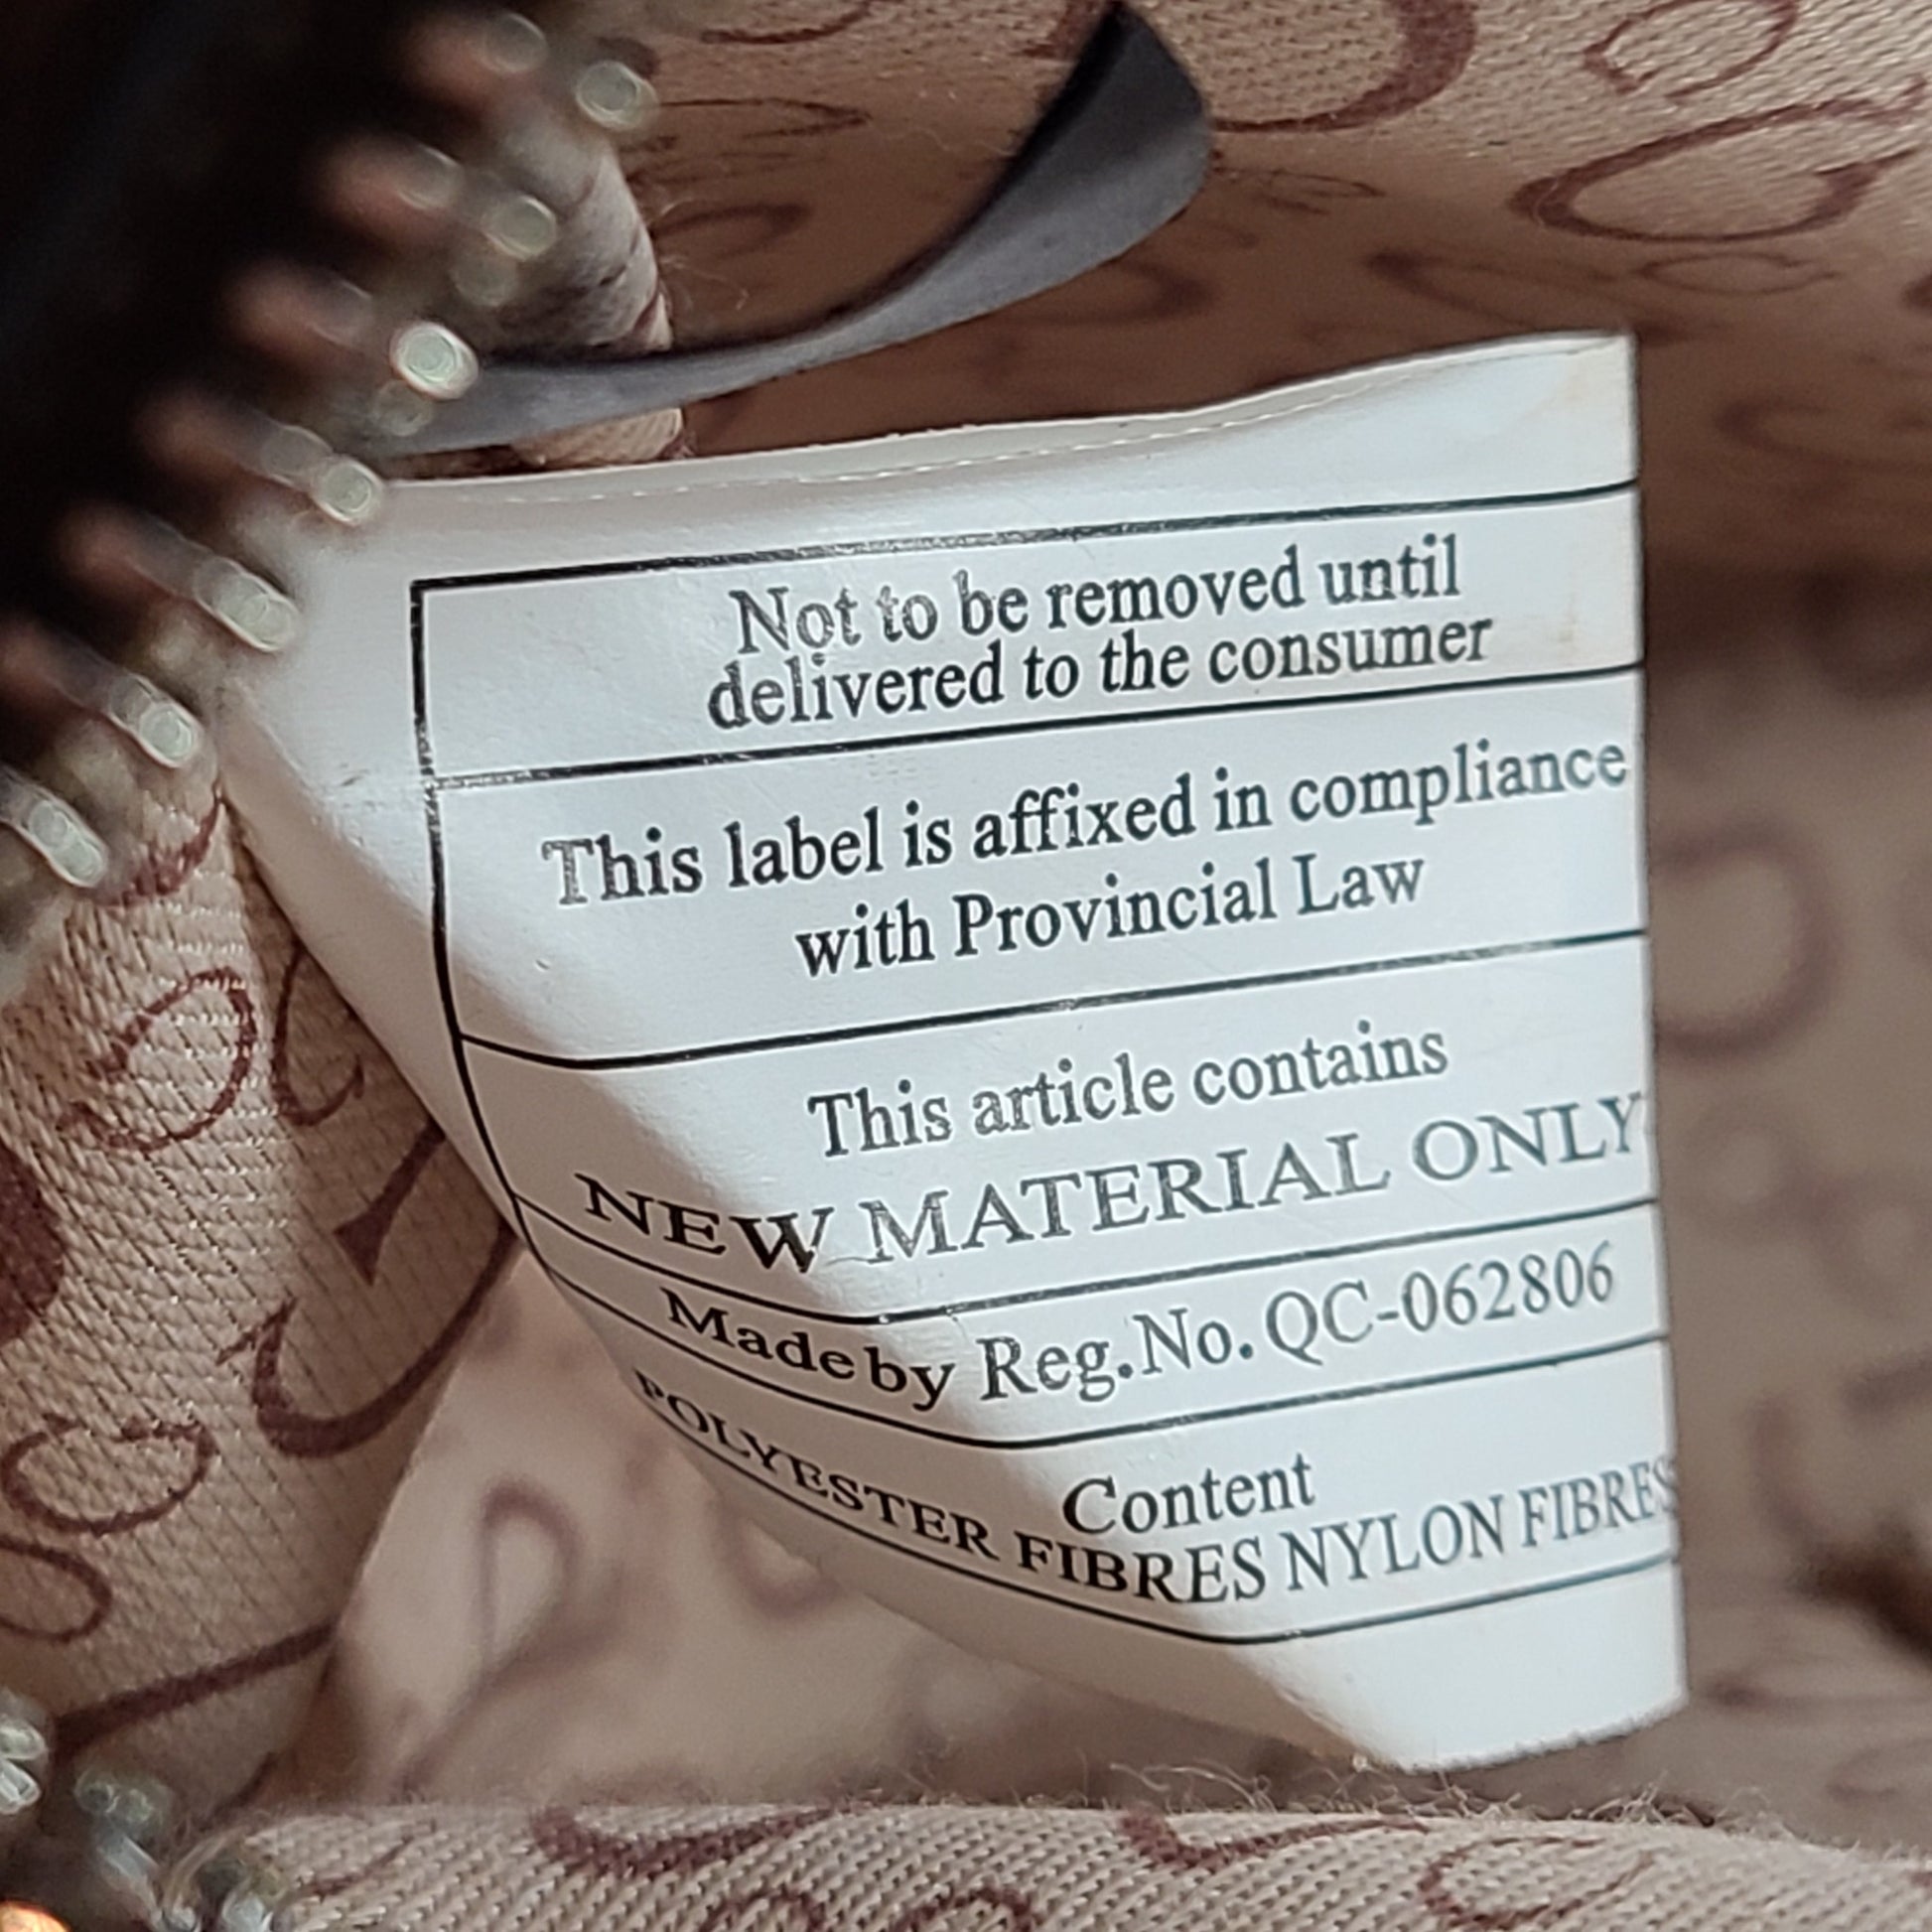 Not to be removed until
delivered to the consumer
This label is affixed in compliance
with Provincial Law
This article contains
NEW MATERIAL ONLY
Made by Reg.No. QC-062806
Content
POLYESTER FIBRES NYLON FIBRES